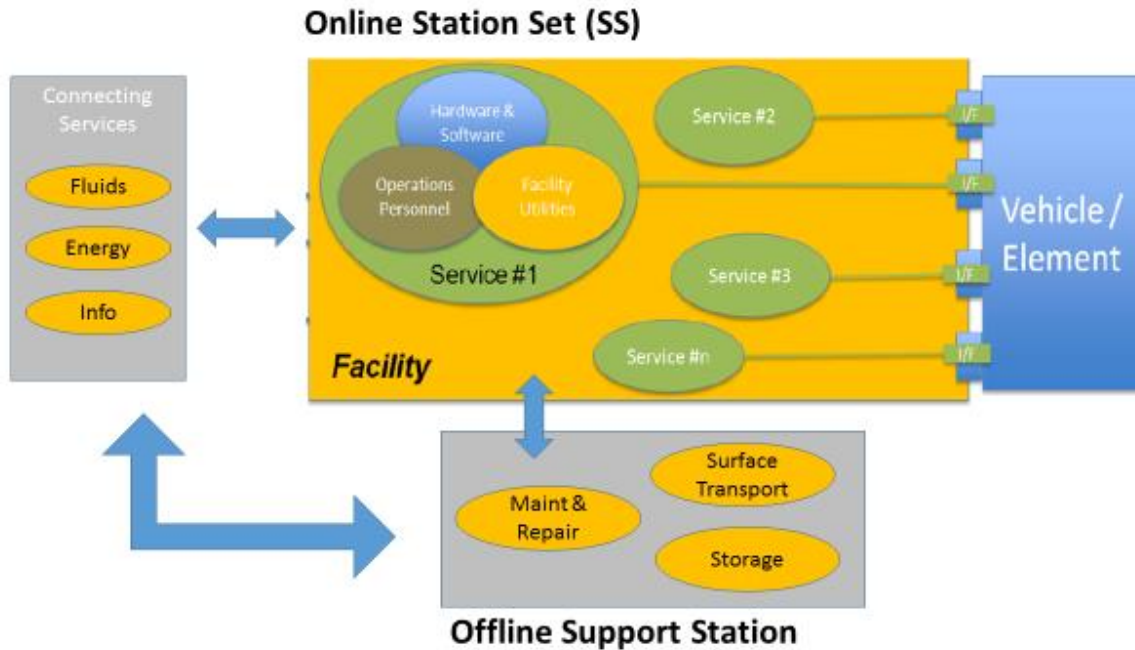 Online Station Set (SS)
Connecting
Services
Fluids
Energy
Info
Hardware &
Software
Operations
Personnel
Facility
Utilities
Service #1
Service #2
Service #3
Service #n
I/F
I/F
I/F
I/F
Facility
Vehicle /
Element
Maint &
Repair
Surface
Transport
Storage
Offline Support Station